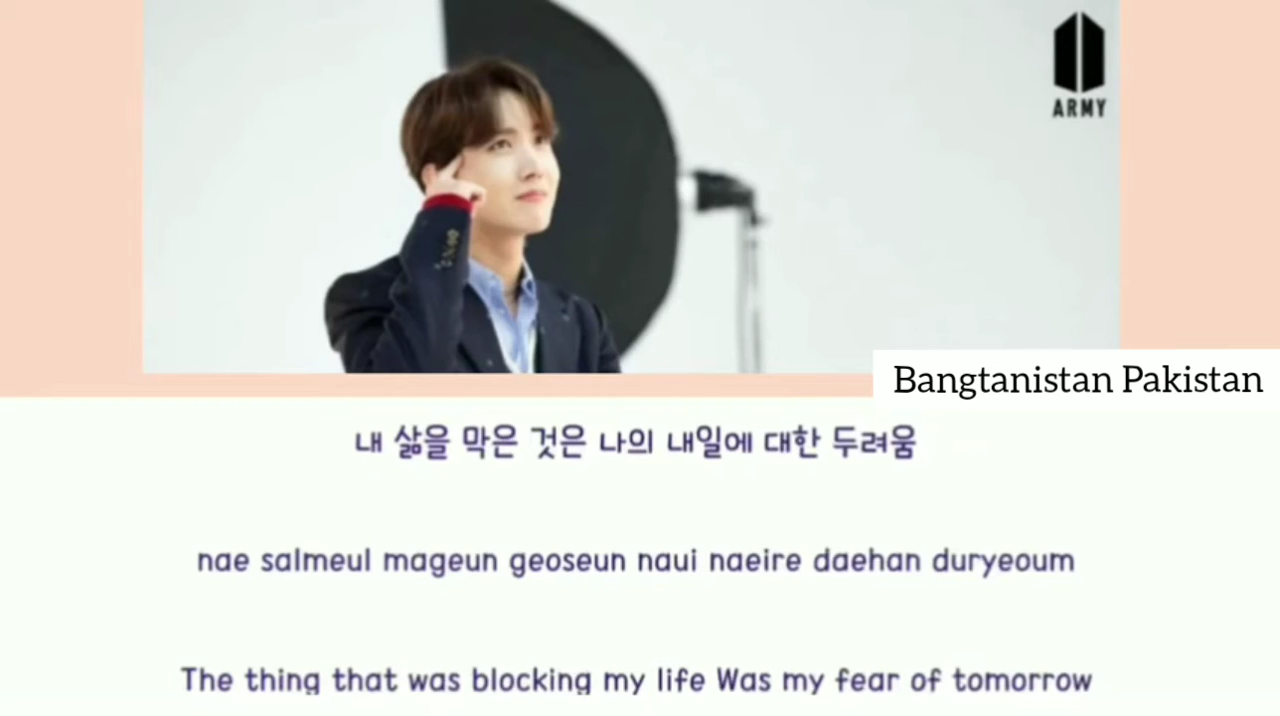 ARMY
Bangtanistan Pakistan
내 삶을 막은 것은 나의 내일에 대한 두려움
nae salmeul mageun geoseun naui naeire daehan duryeoum
The thing that was blocking my life Was my fear of tomorrow